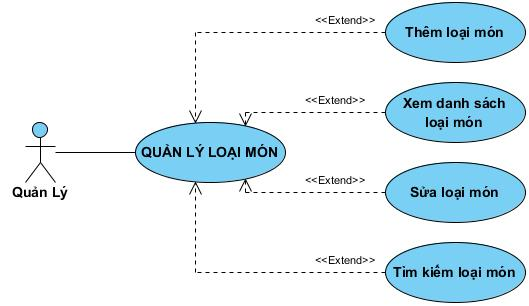 <<Extend>>
Thêm loại món
<<Extend>>
Xem danh sách
loại món
QUẢN LÝ LOẠI MÓN
Quản Lý
<<Extend>>
Sửa loại món
<<Extend>>
Tìm kiếm loại món